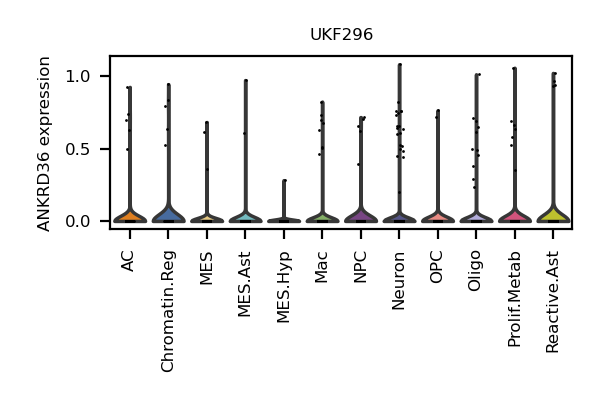 UKF296
ANKRD36 expression
1.0
0.5
0.0
AC
Chromatin.Reg
MES
MES.Ast
MES.Hyp
Mac
NPC
Neuron
OPC
Oligo
Prolif.Metab
Reactive.Ast